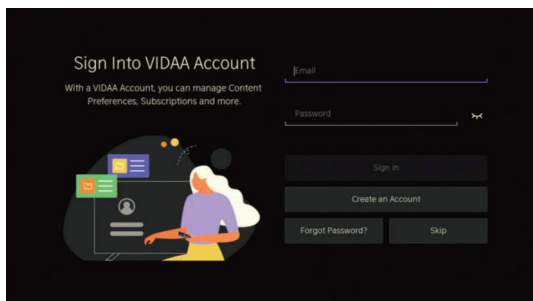 Sign Into VIDAA Account
With a VIDAA Account, you can manage Content
Preferences, Subscriptions and more.
Email
Password
Sign in
Create an Account
Forgot Password?
Skip